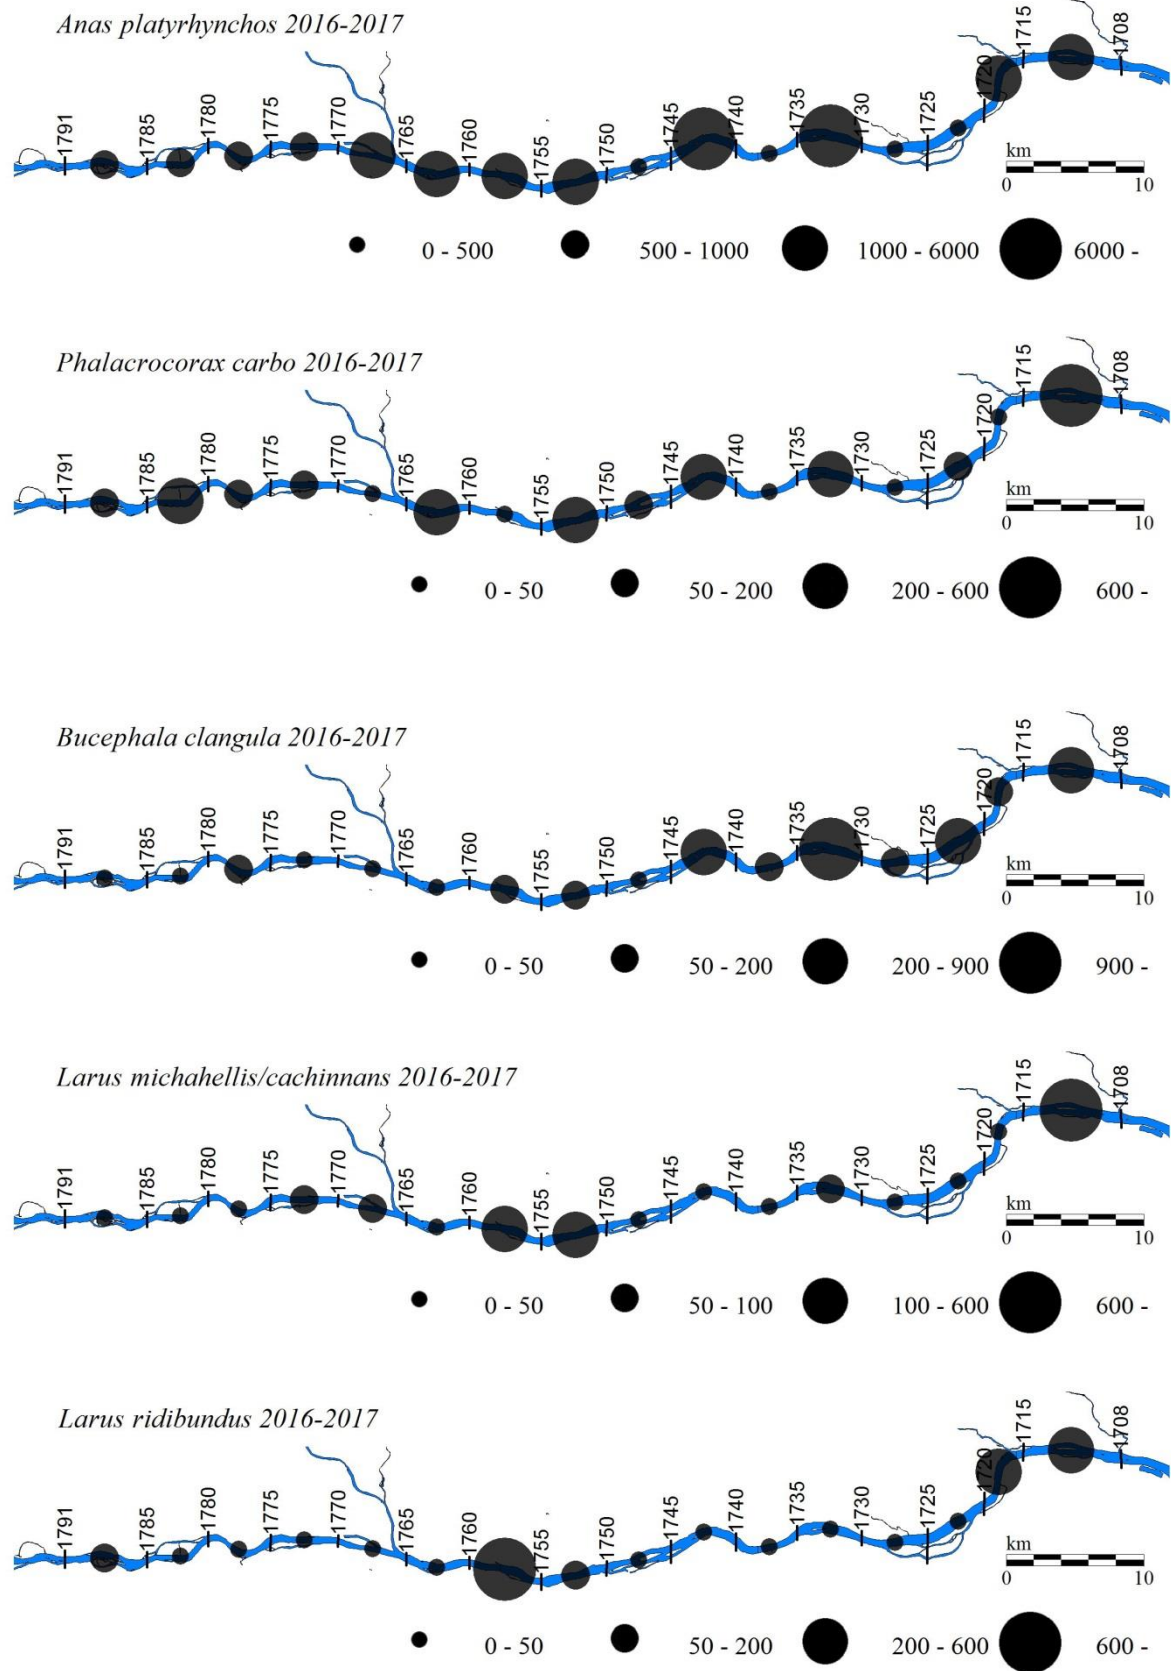 Anas platyrhynchos 2016-2017
1791 1785 1780 1775 1770 1765 1760 1755 1750 1745 1740 1735 1730 1725 1720 1715 1708
km
0 10
0 - 500 500 - 1000 1000 - 6000 6000 -
Phalacrocorax carbo 2016-2017
1791 1785 1780 1775 1770 1765 1760 1755 1750 1745 1740 1735 1730 1725 1720 1715 1708
km
0 10
0 - 50 50 - 200 200 - 600 600 -
Bucephala clangula 2016-2017
1791 1785 1780 1775 1770 1765 1760 1755 1750 1745 1740 1735 1730 1725 1720 1715 1708
km
0 10
0 - 50 50 - 200 200 - 900 900 -
Larus michahellis/cachinnans 2016-2017
1791 1785 1780 1775 1770 1765 1760 1755 1750 1745 1740 1735 1730 1725 1720 1715 1708
km
0 10
0 - 50 50 - 100 100 - 600 600 -
Larus ridibundus 2016-2017
1791 1785 1780 1775 1770 1765 1760 1755 1750 1745 1740 1735 1730 1725 1720 1715 1708
km
0 10
0 - 50 50 - 200 200 - 600 600 -